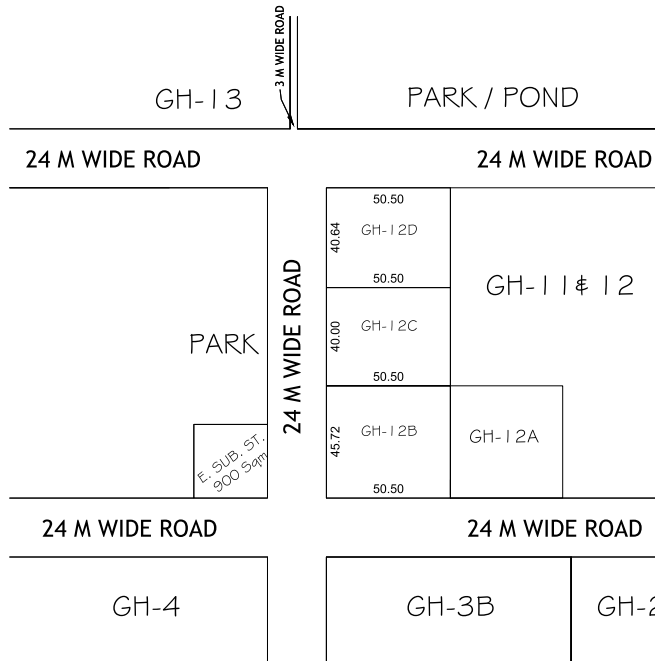 3 M WIDE ROAD
GH-13
PARK / POND
24 M WIDE ROAD
24 M WIDE ROAD
50.50
40.64
GH-12D
50.50
24 M WIDE ROAD
GH-11 & 12
40.00
GH-12C
PARK
50.50
45.72
GH-12B
GH-12A
E. SUB. ST.
900 Sqm
50.50
24 M WIDE ROAD
24 M WIDE ROAD
GH-4
GH-3B
GH-2